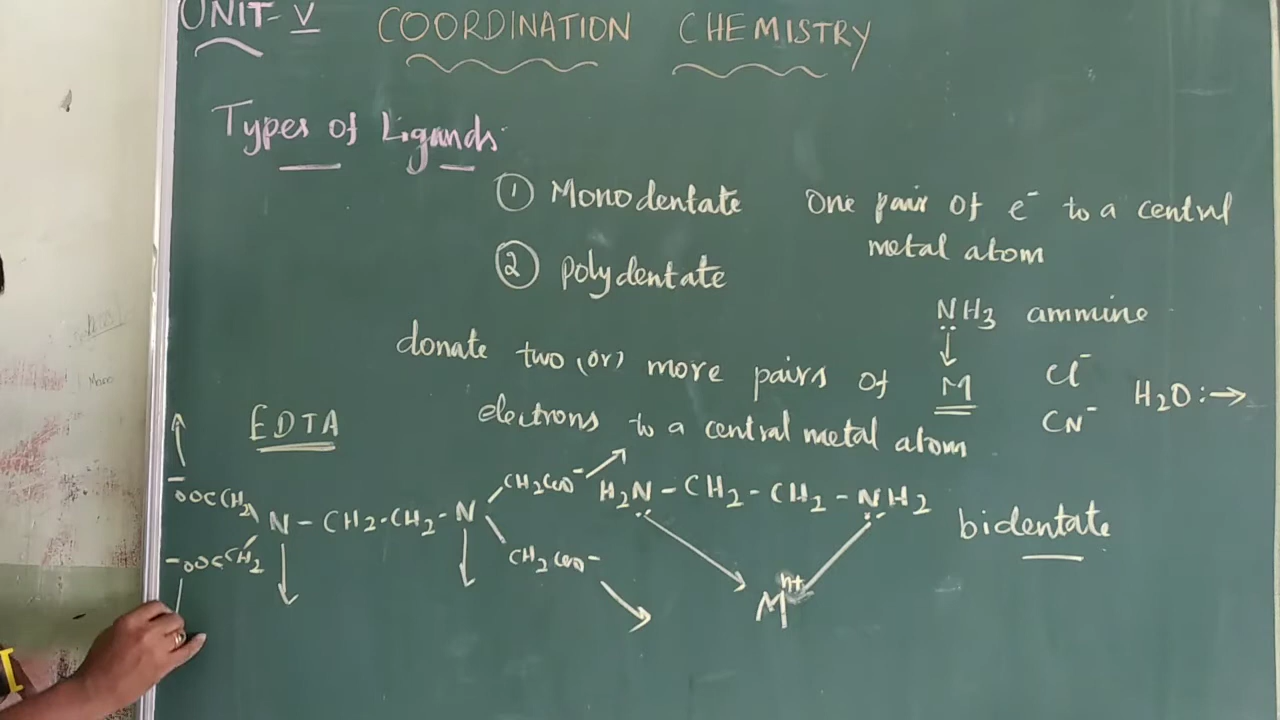 UNIT-V COORDINATION CHEMISTRY
Types of Ligands
① Monodentate One pair of e⁻ to a central
metal atom
② polydentate
NH3 ammine
donate two (or) more pairs of
M Cl⁻ H2O:→
electrons to a central metal atom
CN⁻
EDTA
⁻OOCCH2 CH2COO⁻
N-CH2-CH2-N
⁻OOCCH2 CH2COO⁻
H2N-CH2-CH2-NH2 bidentate
Mⁿ⁺
Mono